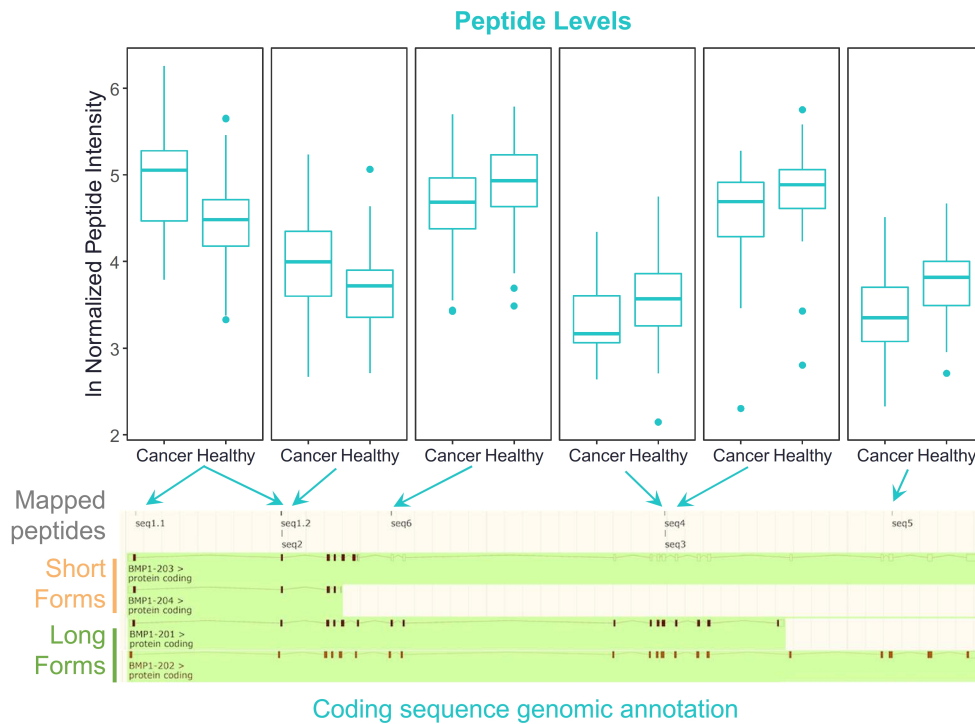 Peptide Levels
ln Normalized Peptide Intensity
6
5
4
3
2
Cancer Healthy
Cancer Healthy
Cancer Healthy
Cancer Healthy
Cancer Healthy
Cancer Healthy
Mapped
peptides
seq1.1
seq1.2
seq6
seq4
seq5
seq2
seq3
Short
Forms
BMP1-203 >
protein coding
BMP1-204 >
protein coding
Long
Forms
BMP1-201 >
protein coding
BMP1-202 >
protein coding
Coding sequence genomic annotation